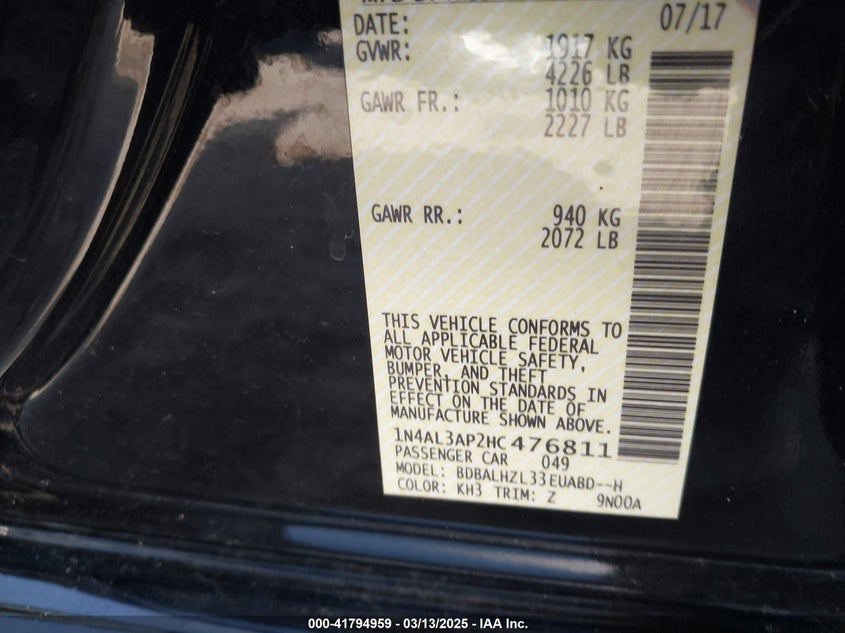 DATE: 07/17
GVWR: 1917 KG
4226 LB
GAWR FR.: 1010 KG
2227 LB
GAWR RR.: 940 KG
2072 LB
THIS VEHICLE CONFORMS TO
ALL APPLICABLE FEDERAL
MOTOR VEHICLE SAFETY,
BUMPER, AND THEFT
PREVENTION STANDARDS IN
EFFECT ON THE DATE OF
MANUFACTURE SHOWN ABOVE.
1N4AL3AP2HC476811
PASSENGER CAR 049
MODEL: BDBALHZL33EUABD--H
COLOR: KH3 TRIM: Z 9N00A
000-41794959 - 03/13/2025 - IAA Inc.